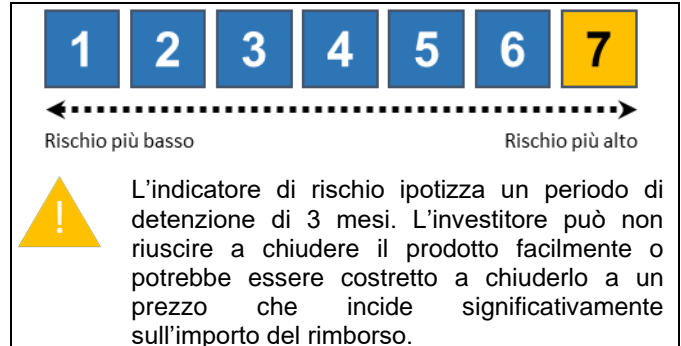 1 2 3 4 5 6 7
Rischio più basso Rischio più alto
!
L'indicatore di rischio ipotizza un periodo di
detenzione di 3 mesi. L'investitore può non
riuscire a chiudere il prodotto facilmente o
potrebbe essere costretto a chiuderlo a un
prezzo che incide significativamente
sull'importo del rimborso.